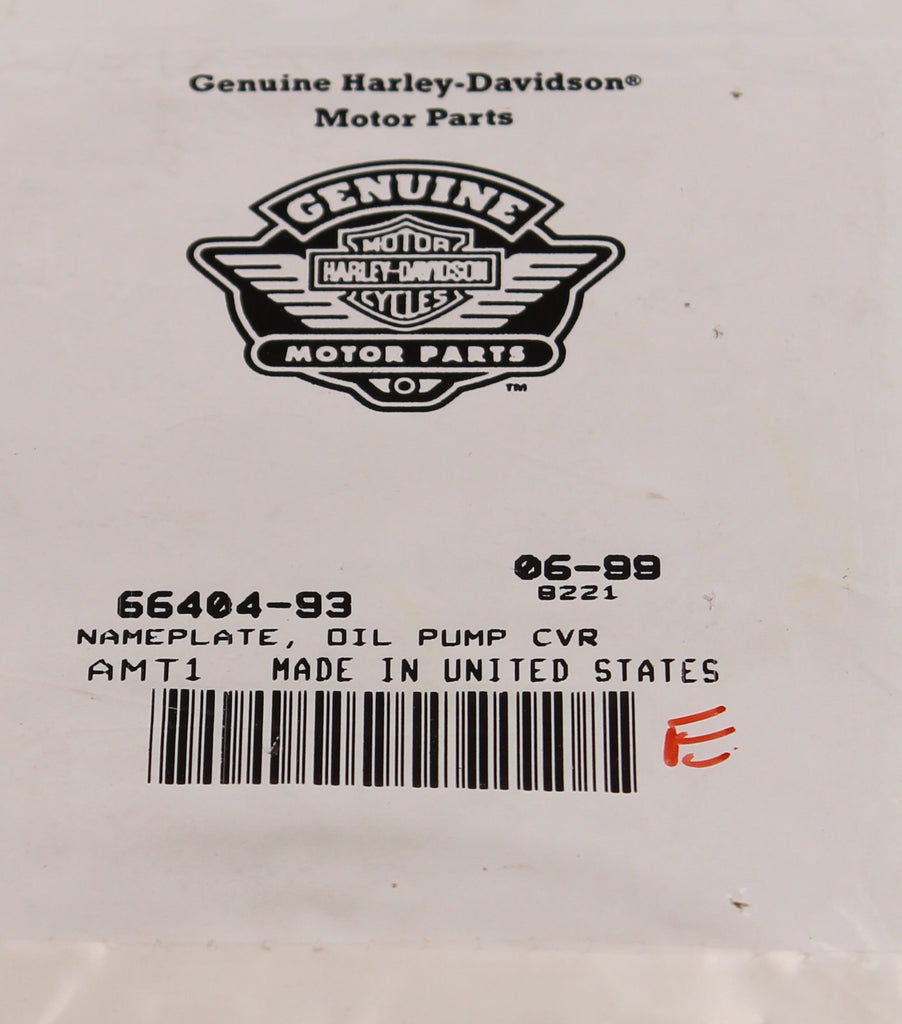 Genuine Harley-Davidson®
Motor Parts
GENUINE
MOTOR
HARLEY-DAVIDSON
CYCLES
MOTOR PARTS
TM
06-99
66404-93
8221
NAMEPLATE, OIL PUMP CVR
AMT1 MADE IN UNITED STATES
E